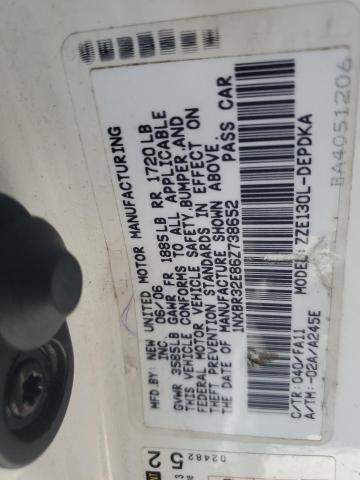 MFD BY: NEW UNITED MOTOR MANUFACTURING
INC. 06/06
GVWR 3585LB GAWR FR 1885LB RR 1720LB
THIS VEHICLE CONFORMS TO ALL APPLICABLE
FEDERAL MOTOR VEHICLE SAFETY,BUMPER,AND
THEFT PREVENTION STANDARDS IN EFFECT ON
THE DATE OF MANUFACTURE SHOWN ABOVE.
1NXBR32E86Z738652 PASS CAR
C/TR:040/FA11 MODEL: ZZE130L-DEPDKA
A/TM:-02A/A245E
BA4051206
02482